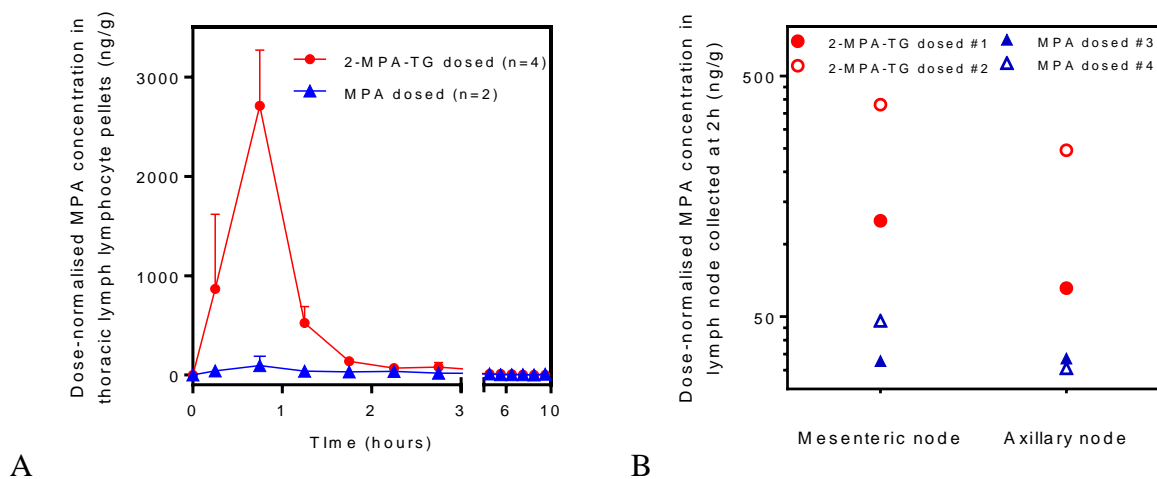 Dose-normalised MPA concentration in
thoracic lymph lymphocyte pellets (ng/g)
3000
2000
1000
0
2-MPA-TG dosed (n=4)
MPA dosed (n=2)
0 1 2 3 6 10
TIme (hours)
A
Dose-normalised MPA concentration in
lymph node collected at 2h (ng/g)
500
50
2-MPA-TG dosed #1
2-MPA-TG dosed #2
MPA dosed #3
MPA dosed #4
Mesenteric node Axillary node
B